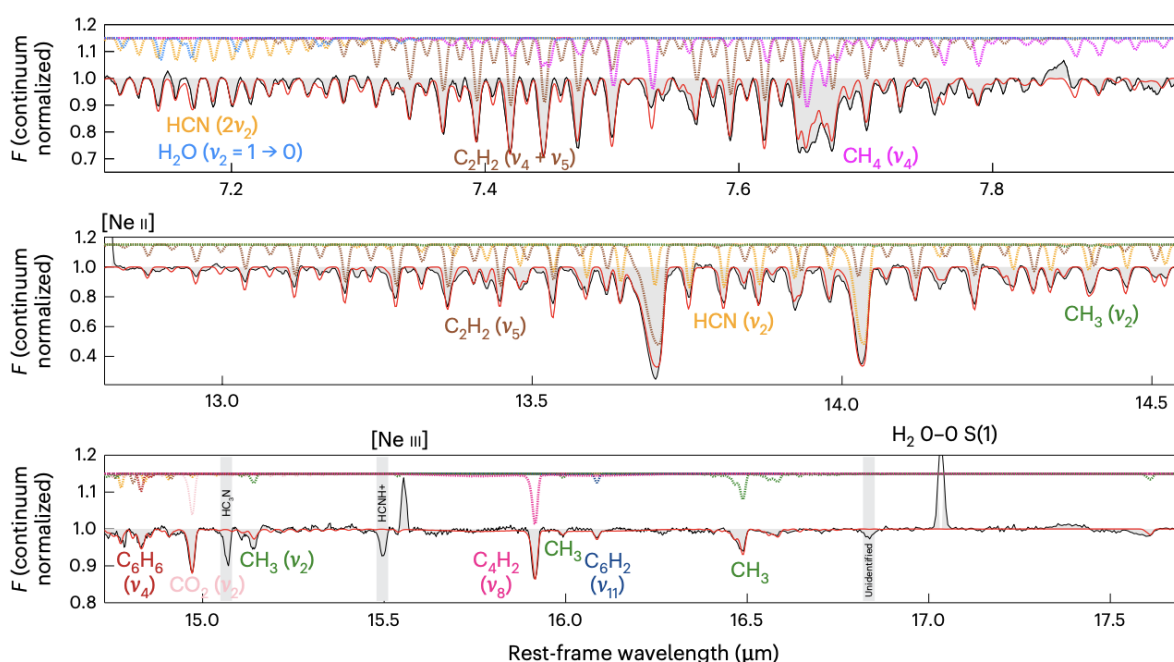 1.2
1.1
1.0
0.9
0.8
0.7
F (continuum
normalized)
HCN (2ν₂)
H₂O (ν₂ = 1 → 0)
C₂H₂ (ν₄ + ν₅)
CH₄ (ν₄)
7.2 7.4 7.6 7.8
[Ne II]
1.2
1.0
0.8
0.6
0.4
F (continuum
normalized)
C₂H₂ (ν₅)
HCN (ν₂)
CH₃ (ν₂)
13.0 13.5 14.0 14.5
[Ne III]
H₂ 0–0 S(1)
1.2
1.1
1.0
0.9
0.8
F (continuum
normalized)
HC₃N
HCNH+
Unidentified
C₆H₆
(ν₄)
CO₂ (ν₂)
CH₃ (ν₂)
C₄H₂
(ν₈)
CH₃
C₆H₂
(ν₁₁)
CH₃
15.0 15.5 16.0 16.5 17.0 17.5
Rest-frame wavelength (μm)